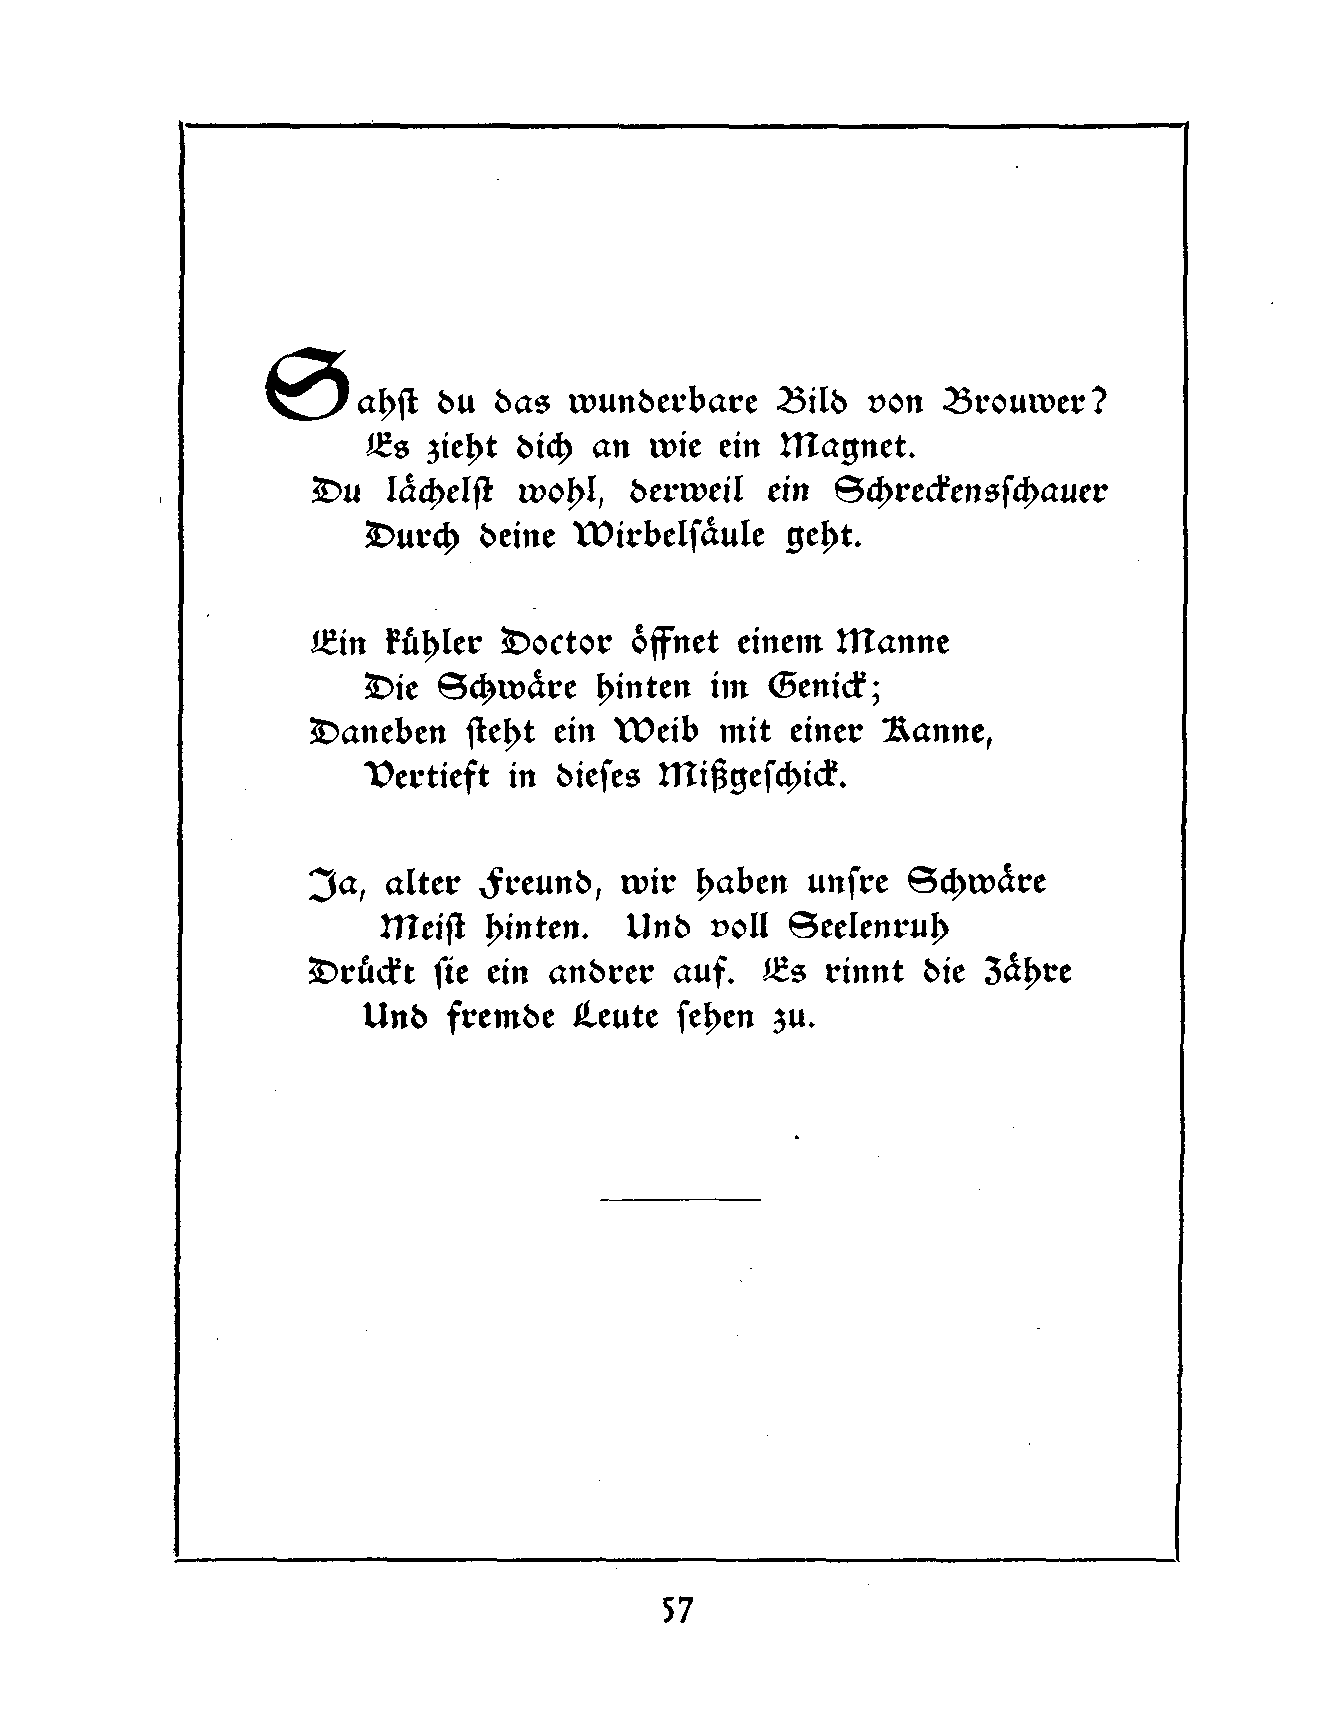 Sahst du das wunderbare Bild von Brouwer?
Es zieht dich an wie ein Magnet.
Du lächelst wohl, derweil ein Schreckensschauer
Durch deine Wirbelsäule geht.
Ein kühler Doctor öffnet einem Manne
Die Schwäre hinten im Genick;
Daneben steht ein Weib mit einer Kanne,
Vertieft in dieses Mißgeschick.
Ja, alter Freund, wir haben unsre Schwäre
Meist hinten. Und voll Seelenruh
Drückt sie ein andrer auf. Es rinnt die Zähre
Und fremde Leute sehen zu.
57